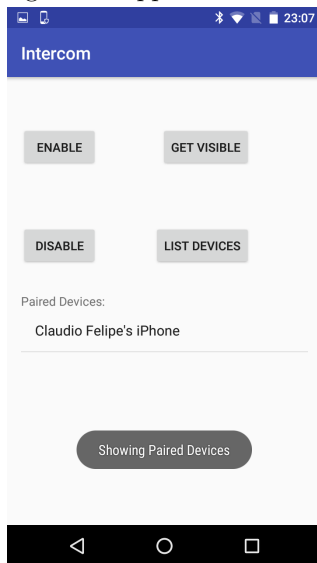 23:07
Intercom
ENABLE GET VISIBLE
DISABLE LIST DEVICES
Paired Devices:
Claudio Felipe's iPhone
Showing Paired Devices